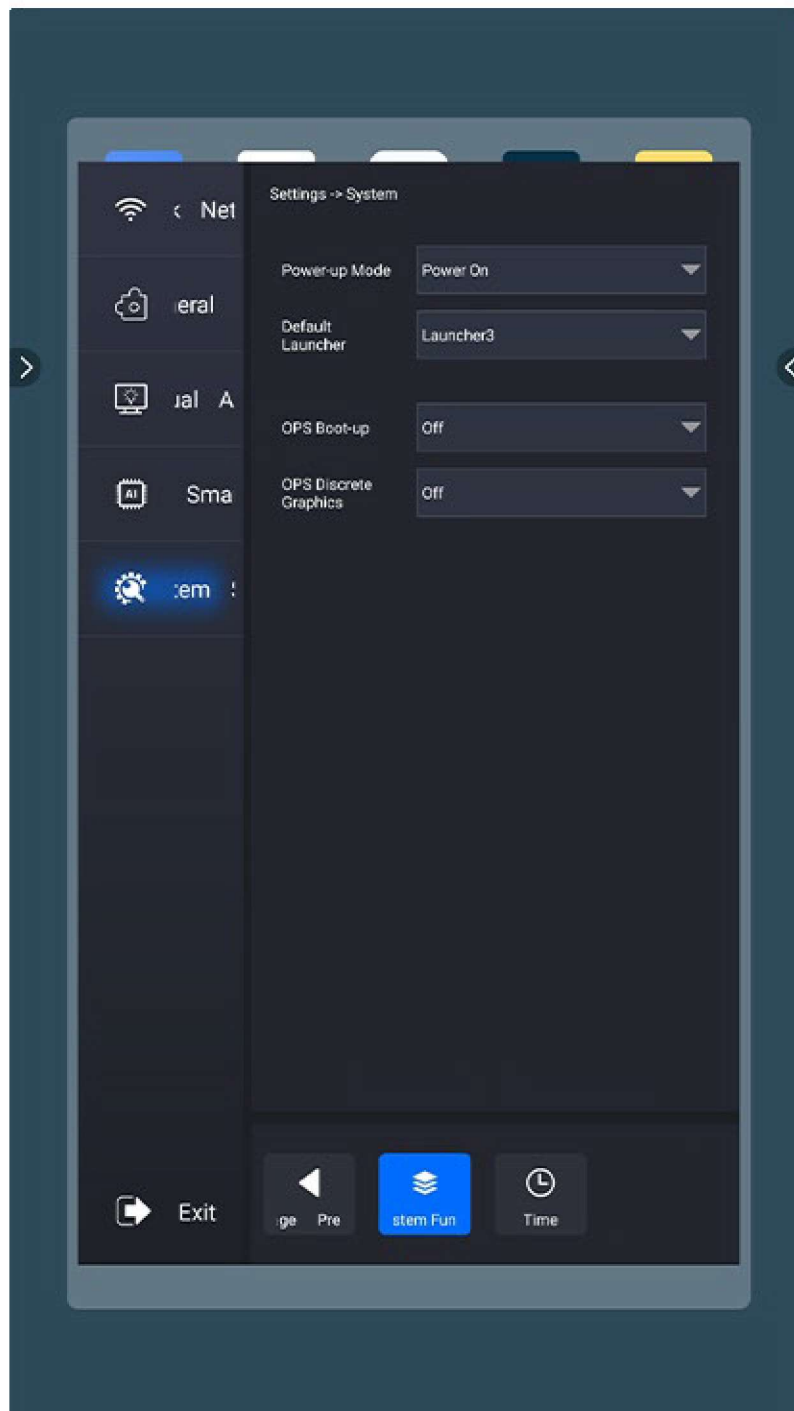 Settings -> System
Net
eral
ual A
AI
Sma
tem
Exit
Power-up Mode
Power On
Default
Launcher
Launcher3
OPS Boot-up
Off
OPS Discrete
Graphics
Off
ge Pre
stem Fun
Time